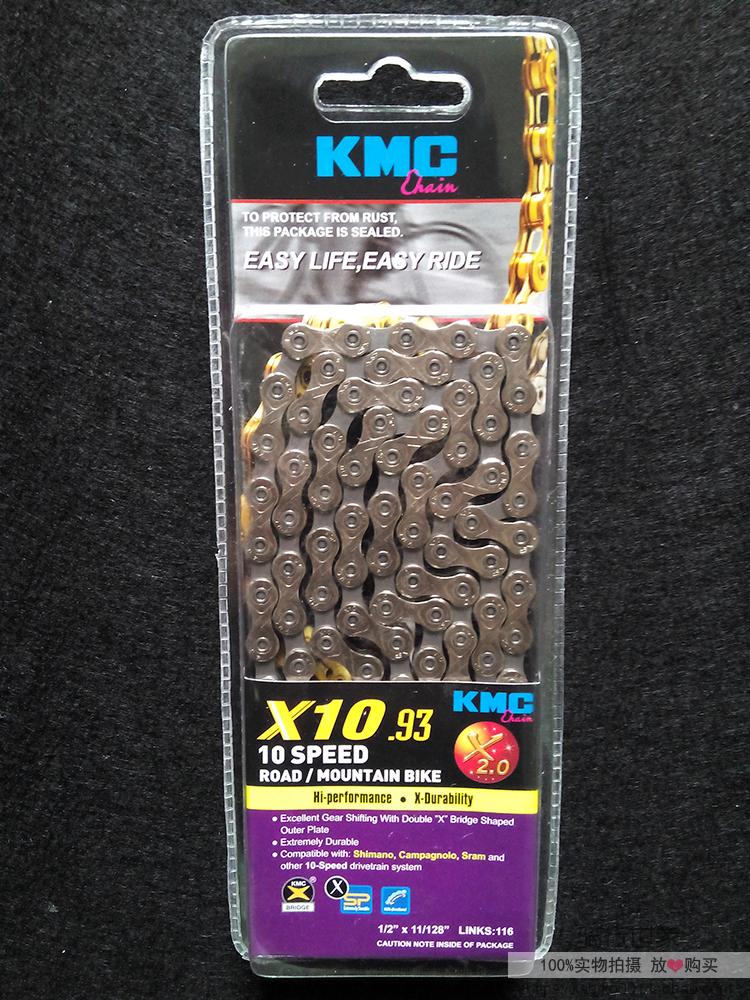 KMC
Chain
TO PROTECT FROM RUST,
THIS PACKAGE IS SEALED.
EASY LIFE,EASY RIDE
X10.93
KMC
Chain
10 SPEED
X
2.0
ROAD / MOUNTAIN BIKE
Hi-performance • X-Durability
• Excellent Gear Shifting With Double "X" Bridge Shaped
Outer Plate
• Extremely Durable
• Compatible with: Shimano, Campagnolo, Sram and
other 10-Speed drivetrain system
KMC ®
X
BRIDGE
X
SP
1/2" x 11/128" LINKS:116
CAUTION NOTE INSIDE OF PACKAGE
100%实物拍摄 放❤购买